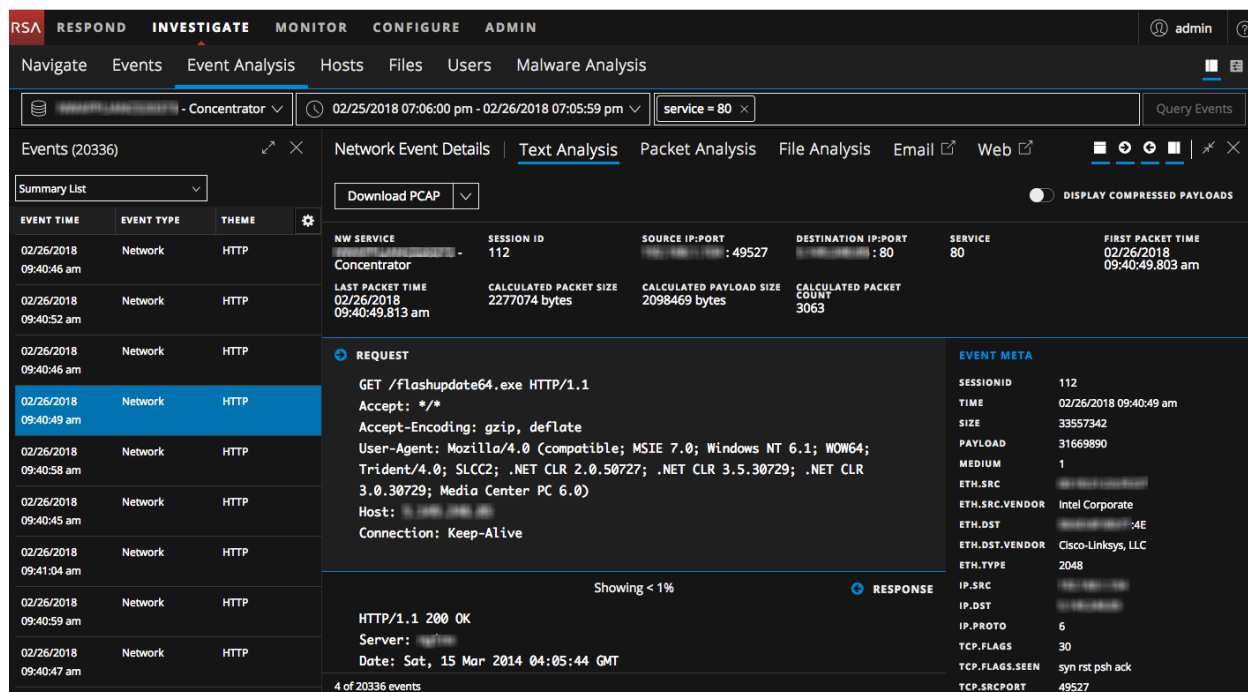 RSA RESPOND INVESTIGATE MONITOR CONFIGURE ADMIN admin
Navigate Events Event Analysis Hosts Files Users Malware Analysis
- Concentrator 02/25/2018 07:06:00 pm - 02/26/2018 07:05:59 pm service = 80 × Query Events
Events (20336)
Summary List
EVENT TIME EVENT TYPE THEME
02/26/2018 Network HTTP
09:40:46 am
02/26/2018 Network HTTP
09:40:52 am
02/26/2018 Network HTTP
09:40:46 am
02/26/2018 Network HTTP
09:40:49 am
02/26/2018 Network HTTP
09:40:58 am
02/26/2018 Network HTTP
09:40:45 am
02/26/2018 Network HTTP
09:41:04 am
02/26/2018 Network HTTP
09:40:59 am
02/26/2018 Network HTTP
09:40:47 am
Network Event Details Text Analysis Packet Analysis File Analysis Email Web
Download PCAP DISPLAY COMPRESSED PAYLOADS
NW SERVICE SESSION ID SOURCE IP:PORT DESTINATION IP:PORT SERVICE FIRST PACKET TIME
- 112 : 49527 : 80 80 02/26/2018
Concentrator 09:40:49.803 am
LAST PACKET TIME CALCULATED PACKET SIZE CALCULATED PAYLOAD SIZE CALCULATED PACKET
COUNT
02/26/2018 2277074 bytes 2098469 bytes 3063
09:40:49.813 am
REQUEST
GET /flashupdate64.exe HTTP/1.1
Accept: */*
Accept-Encoding: gzip, deflate
User-Agent: Mozilla/4.0 (compatible; MSIE 7.0; Windows NT 6.1; WOW64;
Trident/4.0; SLCC2; .NET CLR 2.0.50727; .NET CLR 3.5.30729; .NET CLR
3.0.30729; Media Center PC 6.0)
Host:
Connection: Keep-Alive
Showing < 1% RESPONSE
HTTP/1.1 200 OK
Server:
Date: Sat, 15 Mar 2014 04:05:44 GMT
4 of 20336 events
EVENT META
SESSIONID 112
TIME 02/26/2018 09:40:49 am
SIZE 33557342
PAYLOAD 31669890
MEDIUM 1
ETH.SRC
ETH.SRC.VENDOR Intel Corporate
ETH.DST :4E
ETH.DST.VENDOR Cisco-Linksys, LLC
ETH.TYPE 2048
IP.SRC
IP.DST
IP.PROTO 6
TCP.FLAGS 30
TCP.FLAGS.SEEN syn rst psh ack
TCP.SRCPORT 49527